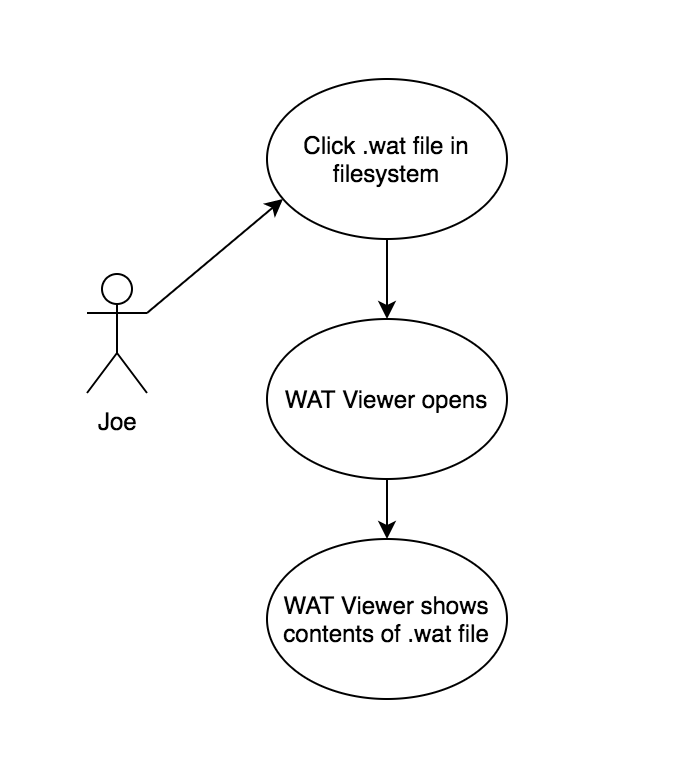 Click .wat file in
filesystem
Joe
WAT Viewer opens
WAT Viewer shows
contents of .wat file